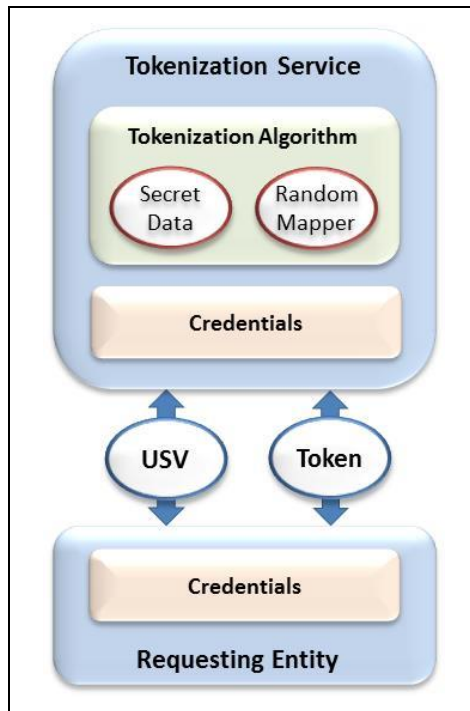 Tokenization Service
Tokenization Algorithm
Secret
Data
Random
Mapper
Credentials
USV
Token
Credentials
Requesting Entity